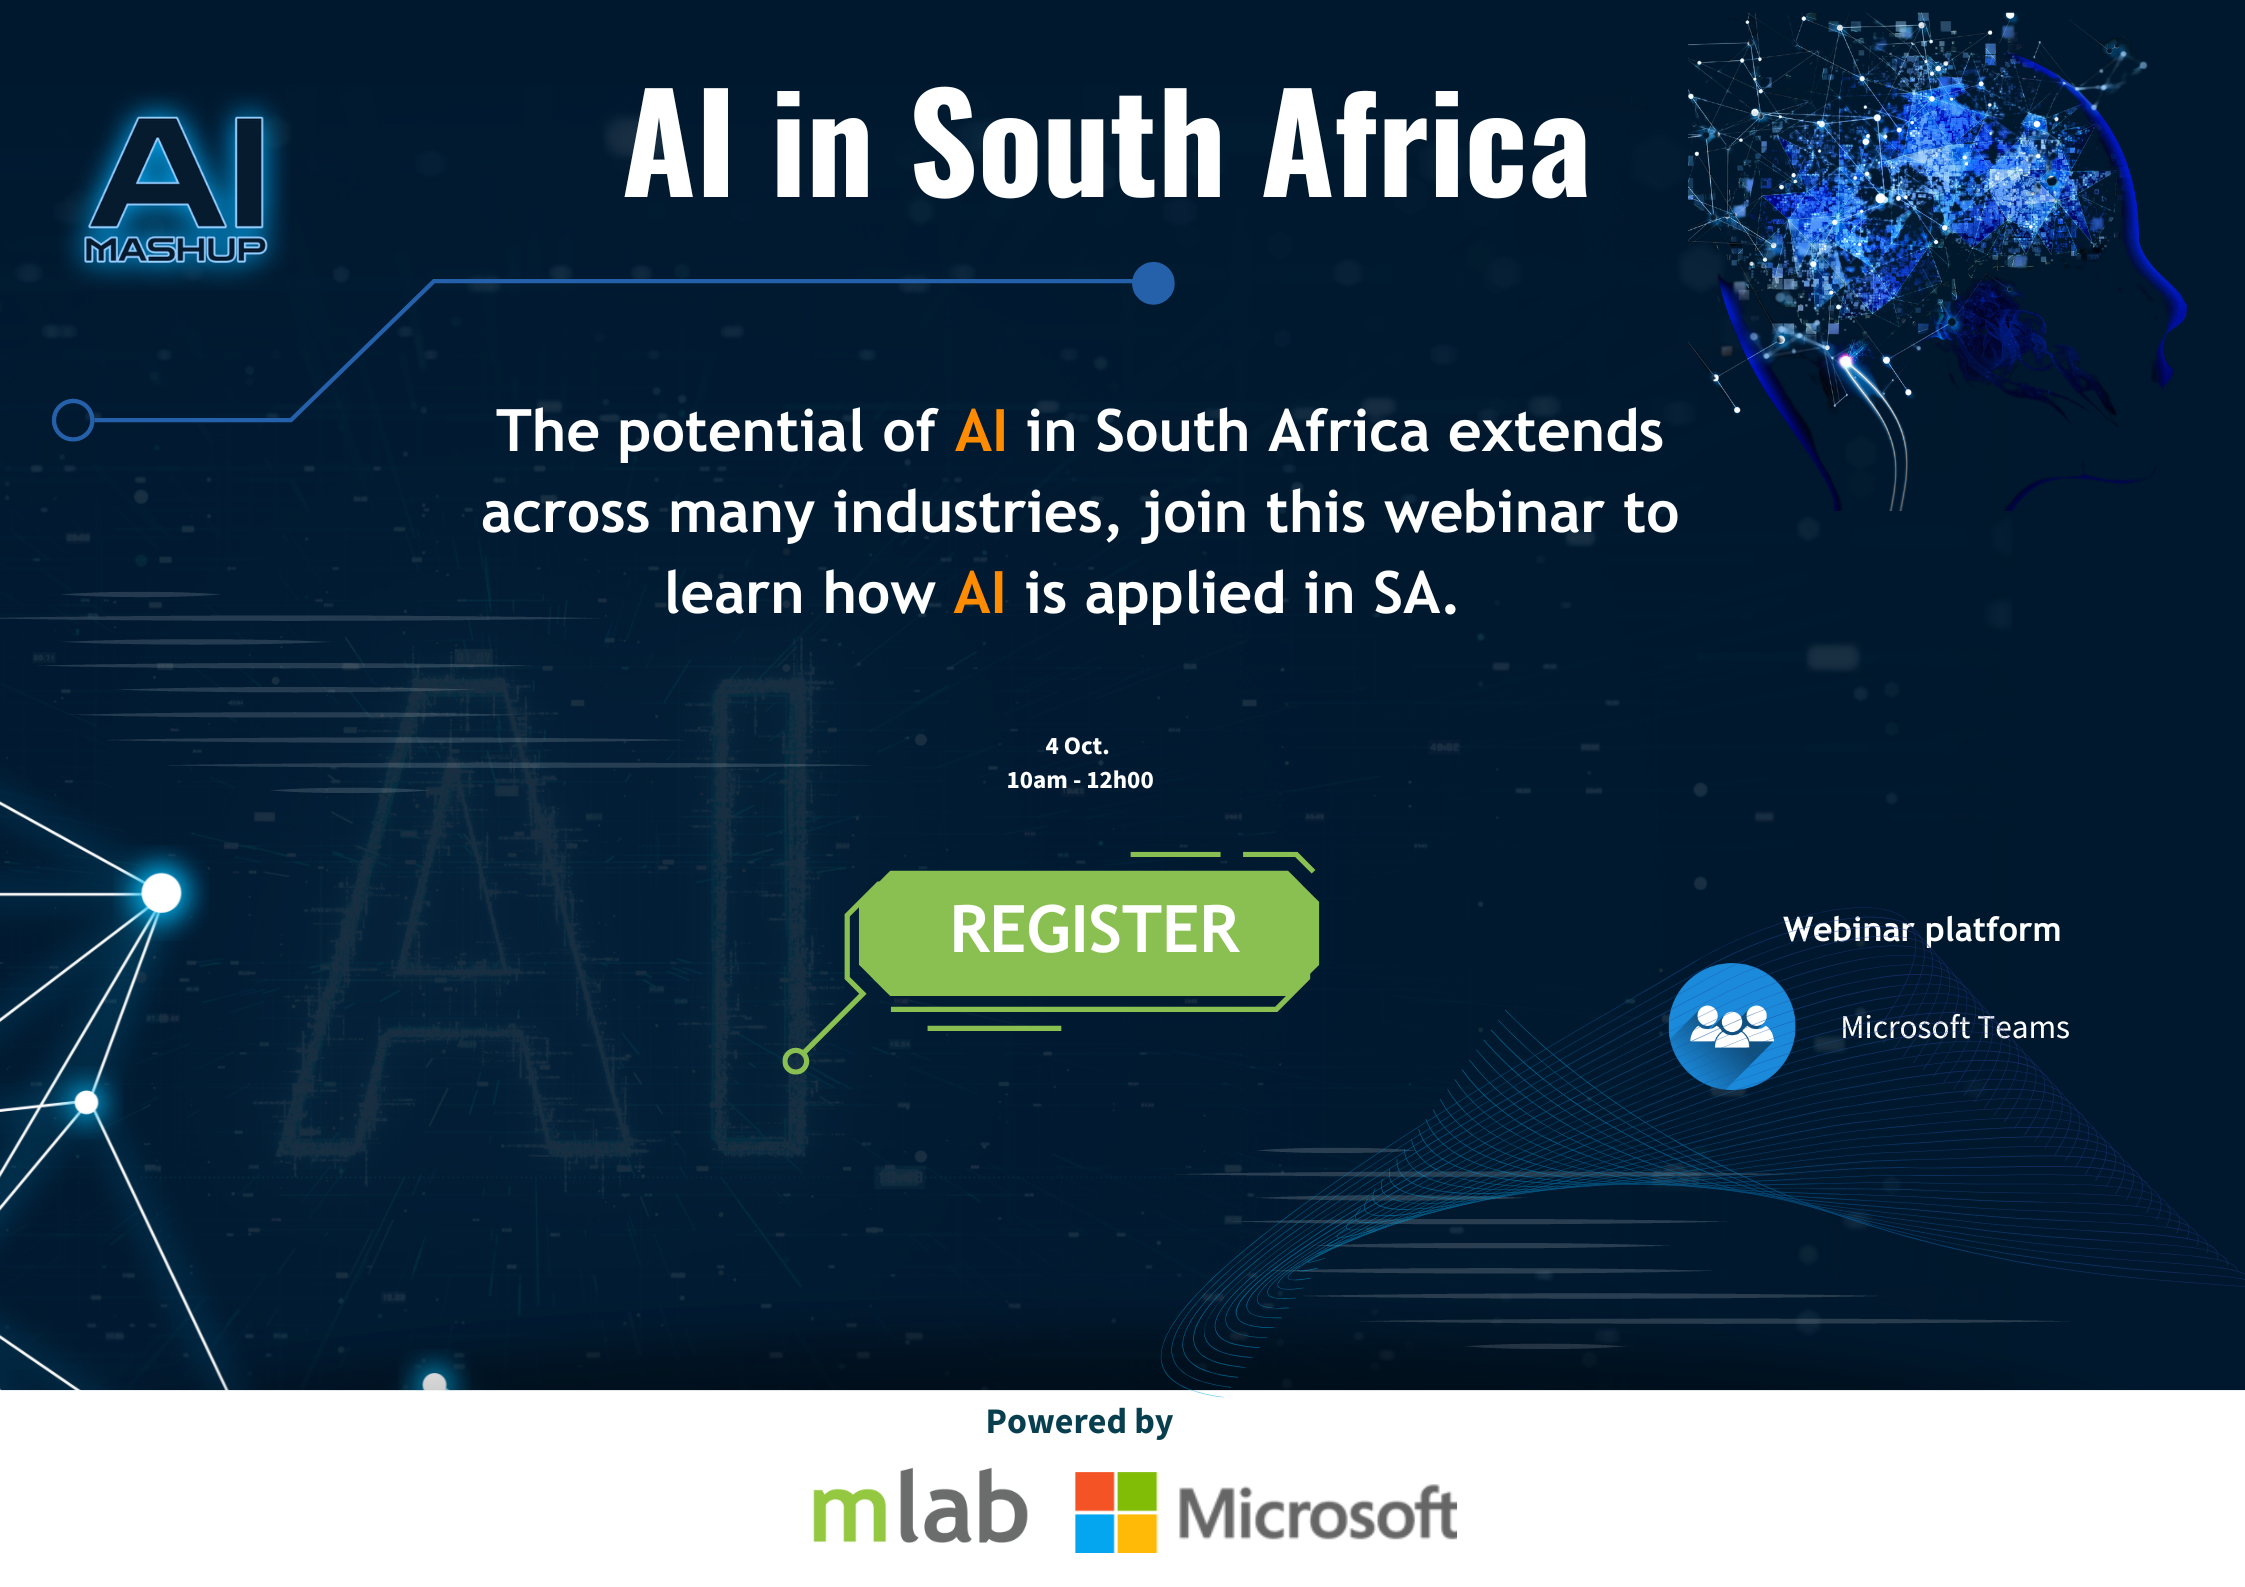 AI
MASHUP
AI in South Africa
The potential of AI in South Africa extends
across many industries, join this webinar to
learn how AI is applied in SA.
AI
4 Oct.
10am - 12h00
REGISTER
Webinar platform
Microsoft Teams
Powered by
mlab
Microsoft